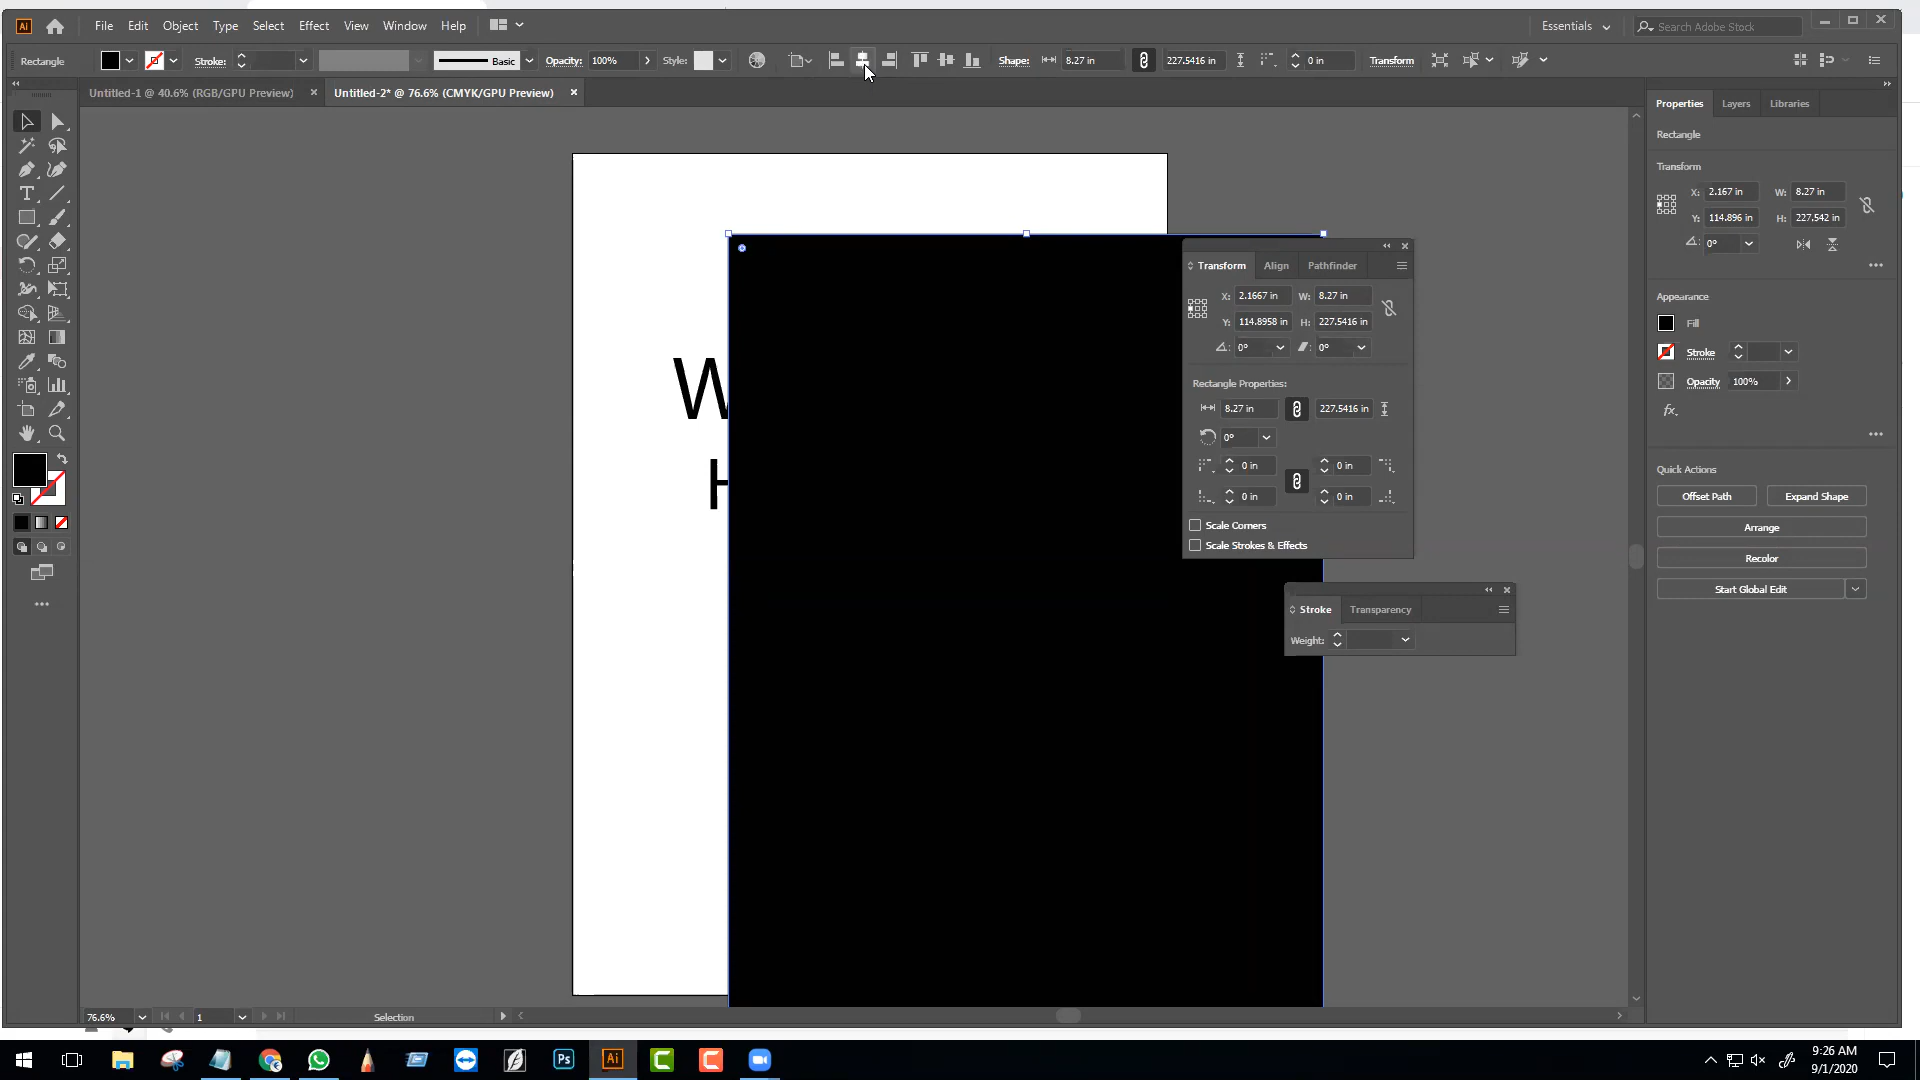 File Edit Object Type Select Effect View Window Help
Essentials
Search Adobe Stock
Rectangle Stroke: Basic Opacity: 100% Style: Shape: 8.27 in 227.5416 in 0 in Transform
Untitled-1 @ 40.6% (RGB/GPU Preview)
Untitled-2* @ 76.6% (CMYK/GPU Preview)
Properties Layers Libraries
Rectangle
Transform
X: 2.167 in W: 8.27 in
Y: 114.896 in H: 227.542 in
0°
Appearance
Fill
Stroke
Opacity 100%
fx.
Quick Actions
Offset Path Expand Shape
Arrange
Recolor
Start Global Edit
W
H
Transform Align Pathfinder
X: 2.1667 in W: 8.27 in
Y: 114.8958 in H: 227.5416 in
0° 0°
Rectangle Properties:
8.27 in 227.5416 in
0°
0 in 0 in
0 in 0 in
Scale Corners
Scale Strokes & Effects
Stroke Transparency
Weight:
76.6% 1 Selection
9:26 AM
9/1/2020
Ai
Ps
Ai